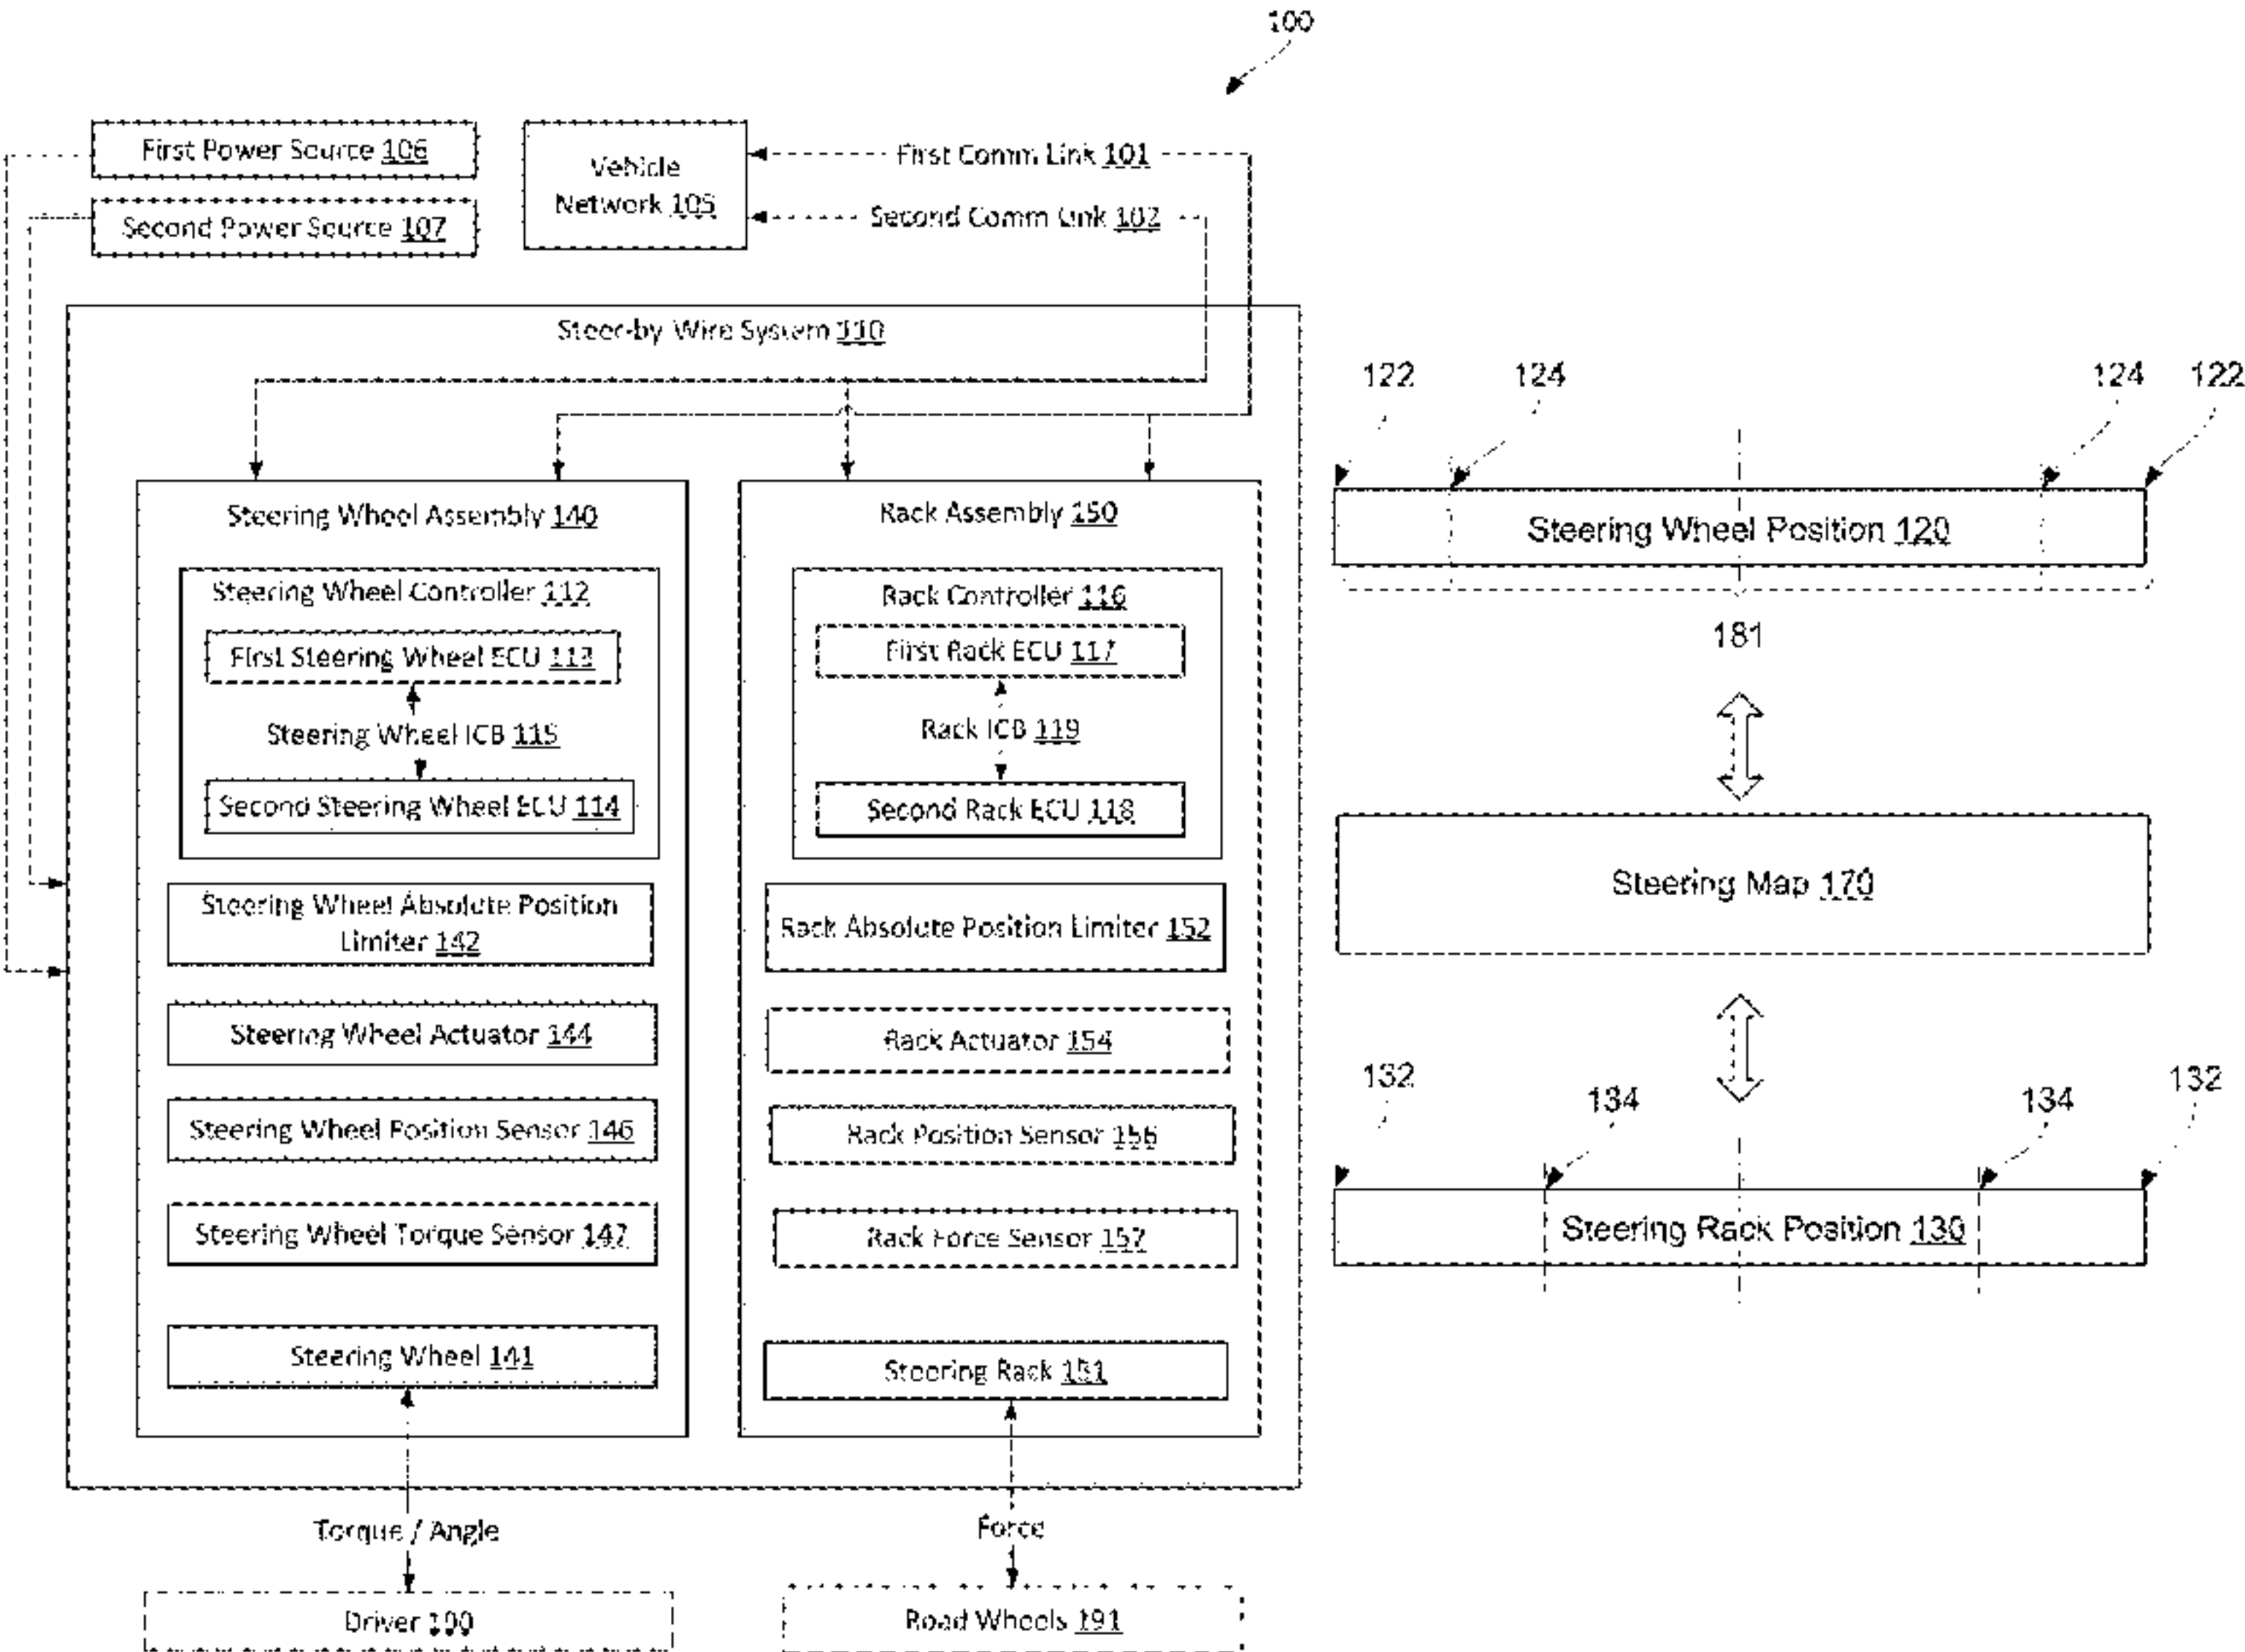 100
First Power Source 106
Second Power Source 107
Vehicle
Network 105
First Comm Link 101
Second Comm Link 102
Steer-by-Wire System 110
Steering Wheel Assembly 140
Steering Wheel Controller 112
First Steering Wheel ECU 113
Steering Wheel ICB 115
Second Steering Wheel ECU 114
Steering Wheel Absolute Position
Limiter 142
Steering Wheel Actuator 144
Steering Wheel Position Sensor 146
Steering Wheel Torque Sensor 147
Steering Wheel 141
Torque / Angle
Driver 190
Rack Assembly 150
Rack Controller 116
First Rack ECU 117
Rack ICB 119
Second Rack ECU 118
Rack Absolute Position Limiter 152
Rack Actuator 154
Rack Position Sensor 156
Rack Force Sensor 157
Steering Rack 151
Force
Road Wheels 191
122
124
124
122
Steering Wheel Position 120
181
Steering Map 170
132
134
134
132
Steering Rack Position 130